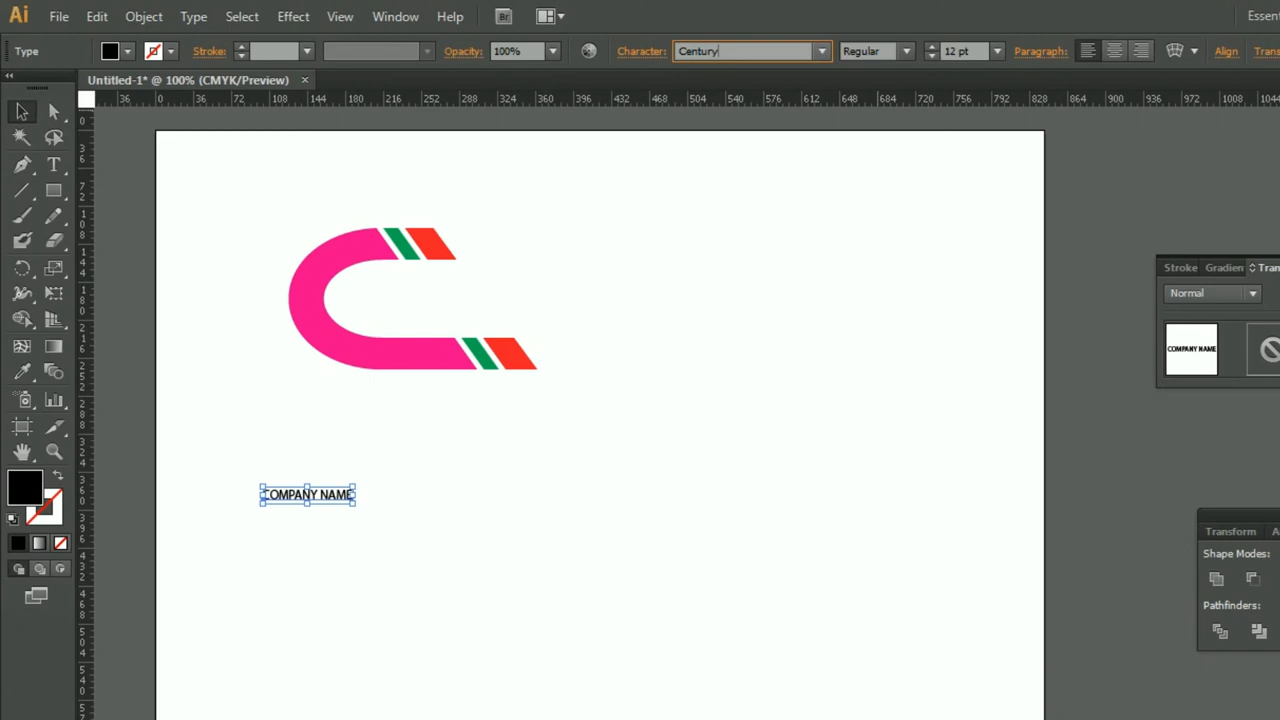 Ai File Edit Object Type Select Effect View Window Help Br Essen
Type Stroke: Opacity: 100% Character: Century Regular 12 pt Paragraph: Align Trans
Untitled-1* @ 100% (CMYK/Preview)
36 0 36 72 108 144 180 216 252 288 324 360 396 432 468 504 540 576 612 648 684 720 756 792 828 864 900 936 972 1008 1044
Stroke Gradien Tran
Normal
COMPANY NAME
COMPANY NAME
Transform A
Shape Modes:
Pathfinders: